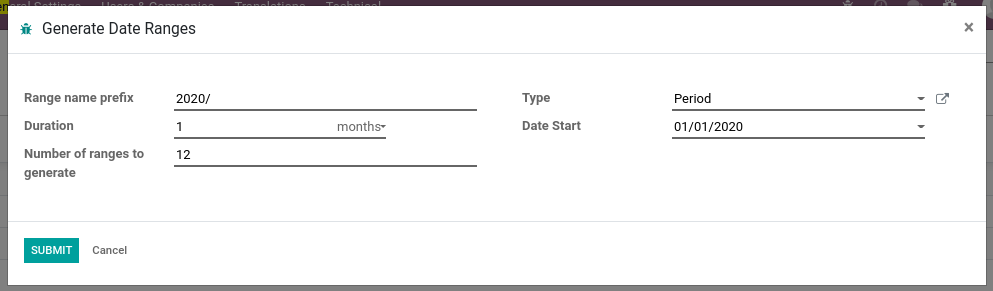 General Settings Users & Companies Translations Technical
Generate Date Ranges ×
Range name prefix 2020/ Type Period
Duration 1 months Date Start 01/01/2020
Number of ranges to generate 12
SUBMIT Cancel